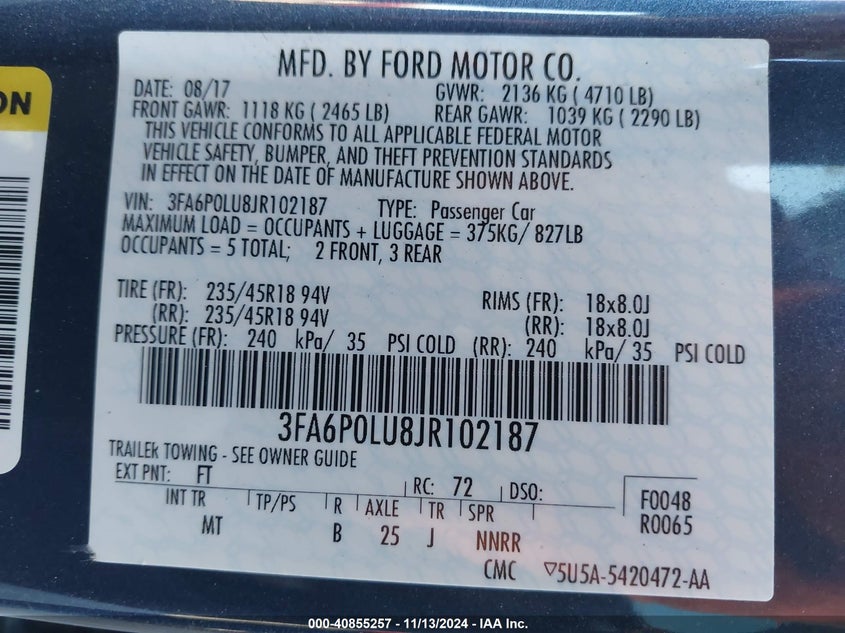 ON
MFD. BY FORD MOTOR CO.
DATE: 08/17 GVWR: 2136 KG ( 4710 LB)
FRONT GAWR: 1118 KG ( 2465 LB) REAR GAWR: 1039 KG ( 2290 LB)
THIS VEHICLE CONFORMS TO ALL APPLICABLE FEDERAL MOTOR
VEHICLE SAFETY, BUMPER, AND THEFT PREVENTION STANDARDS
IN EFFECT ON THE DATE OF MANUFACTURE SHOWN ABOVE.
VIN: 3FA6P0LU8JR102187 TYPE: Passenger Car
MAXIMUM LOAD = OCCUPANTS + LUGGAGE = 375KG/ 827LB
OCCUPANTS = 5 TOTAL; 2 FRONT, 3 REAR
TIRE (FR): 235/45R18 94V RIMS (FR): 18x8.0J
(RR): 235/45R18 94V (RR): 18x8.0J
PRESSURE (FR): 240 kPa/ 35 PSI COLD (RR): 240 kPa/ 35 PSI COLD
3FA6P0LU8JR102187
TRAILER TOWING - SEE OWNER GUIDE
EXT PNT: FT RC: 72 DSO: F0048
INT TR TP/PS R AXLE TR SPR R0065
MT B 25 J NNRR
CMC ▽5U5A-5420472-AA
000-40855257 - 11/13/2024 - IAA Inc.